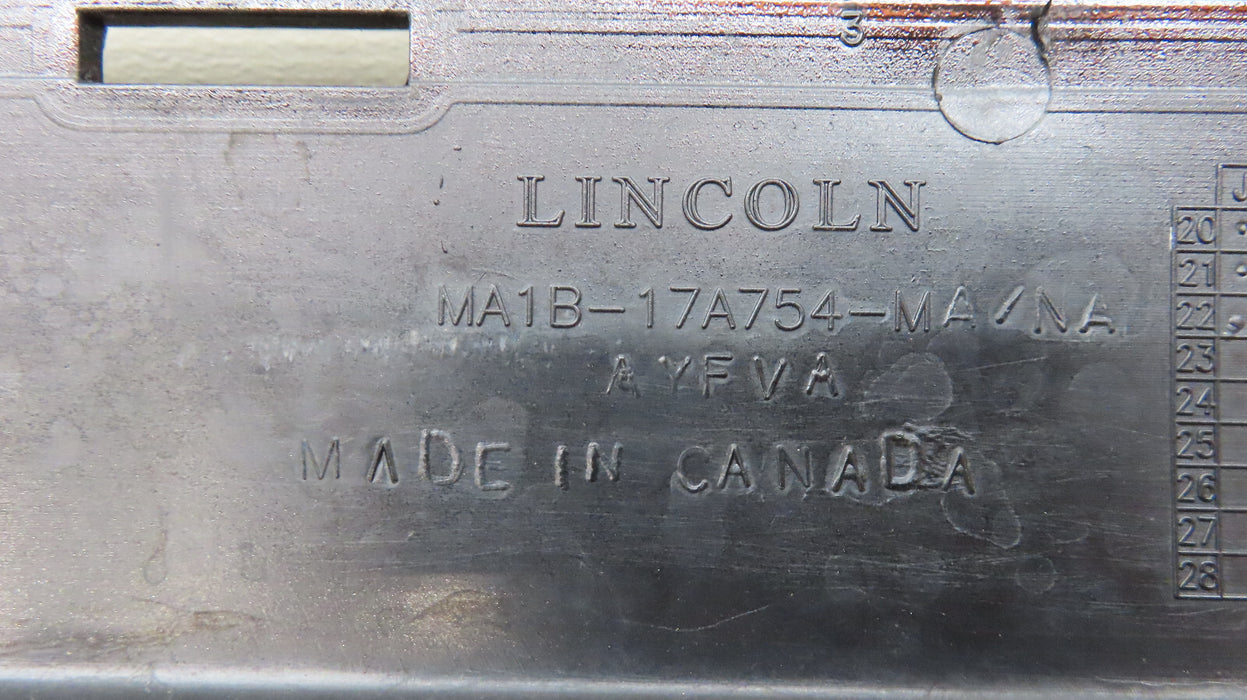 3
LINCOLN
MA1B-17A754-MA/NA
AYFVA
MADE IN CANADA
J
20
21
22
23
24
25
26
27
28